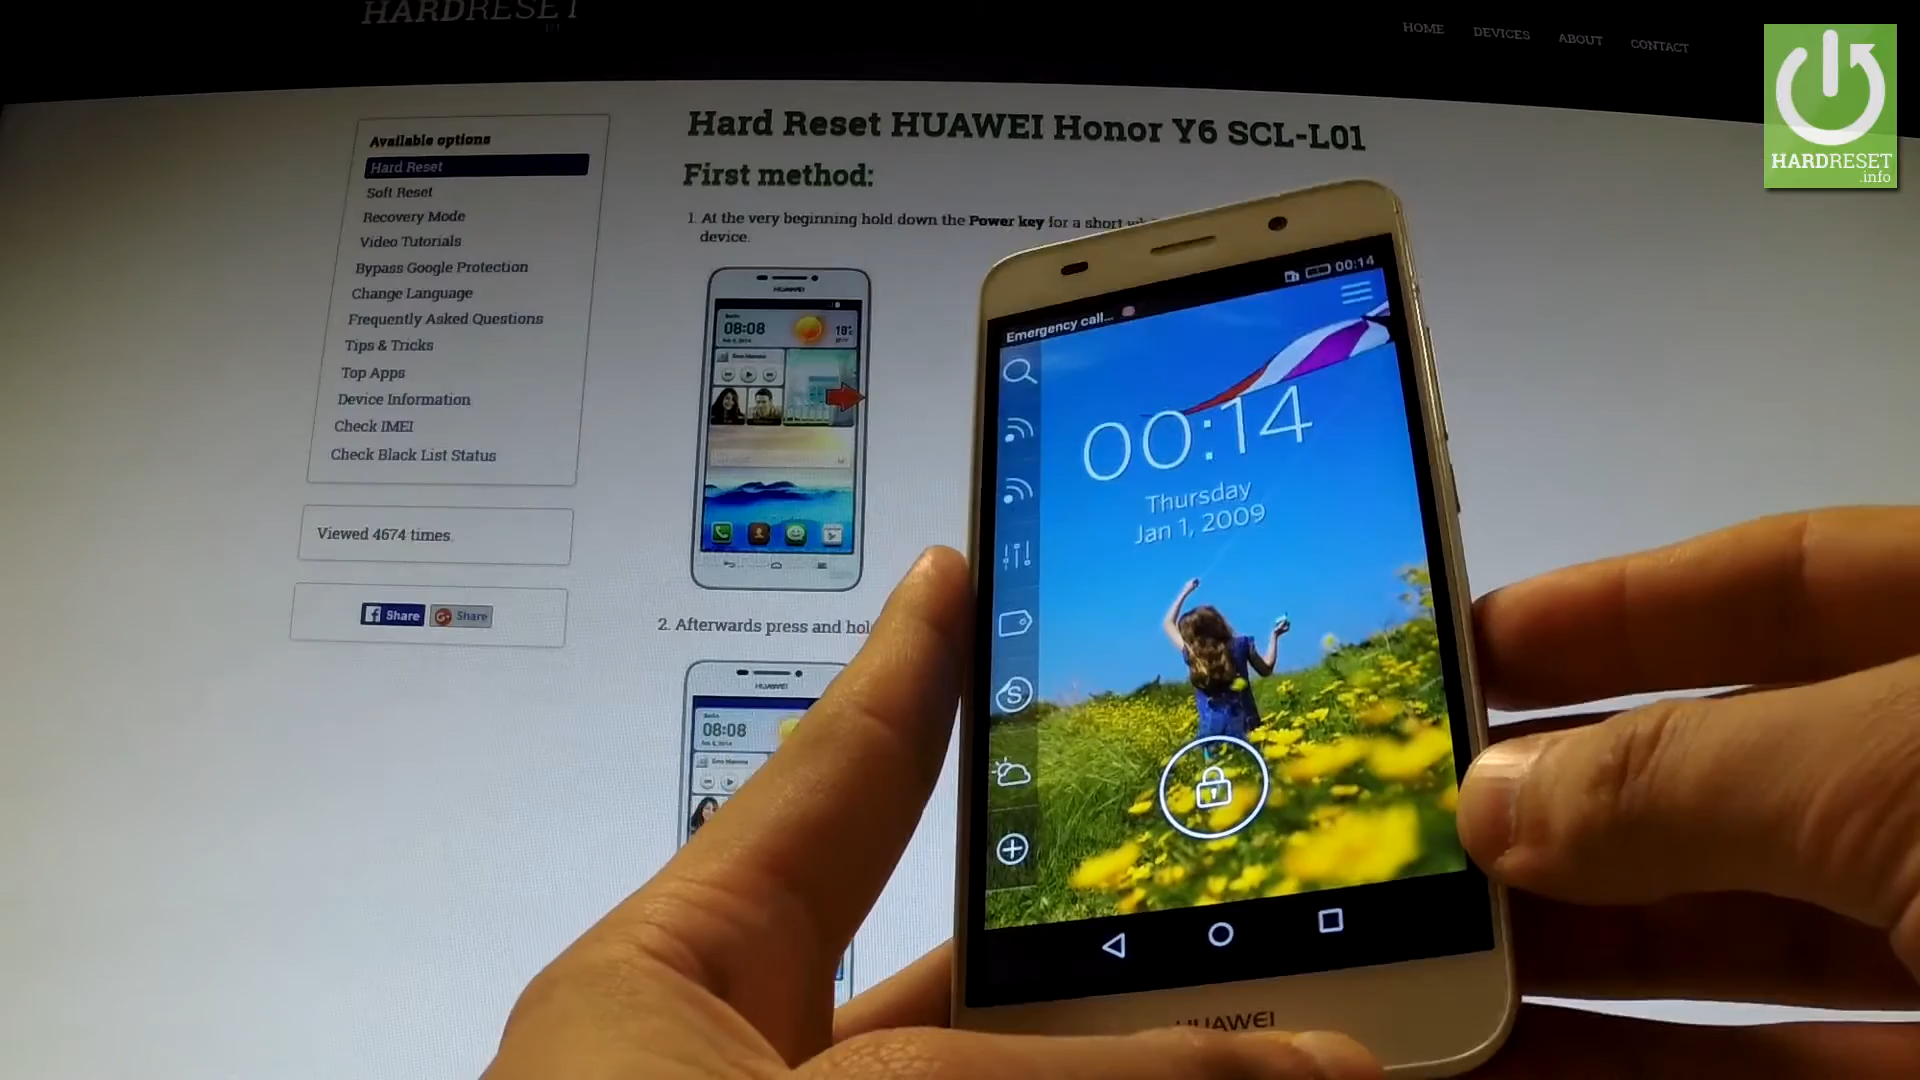 HARDRESET
HOME
DEVICES
ABOUT
CONTACT
HARDRESET
.info
Available options
Hard Reset
Soft Reset
Recovery Mode
Video Tutorials
Bypass Google Protection
Change Language
Frequently Asked Questions
Tips & Tricks
Top Apps
Device Information
Check IMEI
Check Black List Status
Viewed 4674 times.
Share
Share
Hard Reset HUAWEI Honor Y6 SCL-L01
First method:
1. At the very beginning hold down the Power key for a short
device.
HUAWEI
08:08
2. Afterwards press and hol
HUAWEI
08:08
00:14
Emergency call...
00:14
Thursday
Jan 1, 2009
HUAWEI